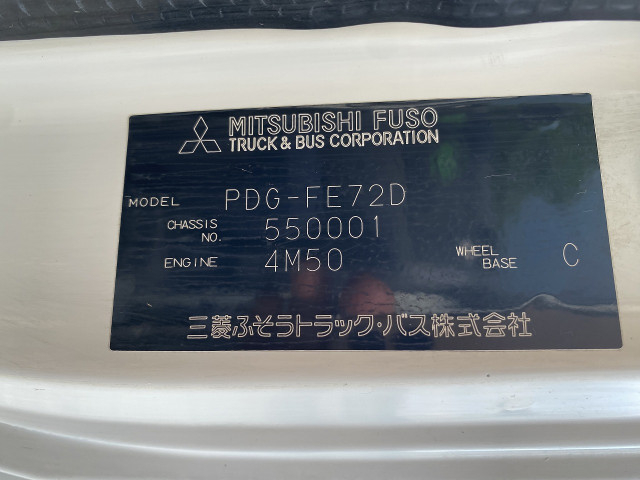 MITSUBISHI FUSO
TRUCK & BUS CORPORATION
MODEL PDG-FE72D
CHASSIS NO. 550001
ENGINE 4M50 WHEEL BASE C
三菱ふそうトラック・バス株式会社